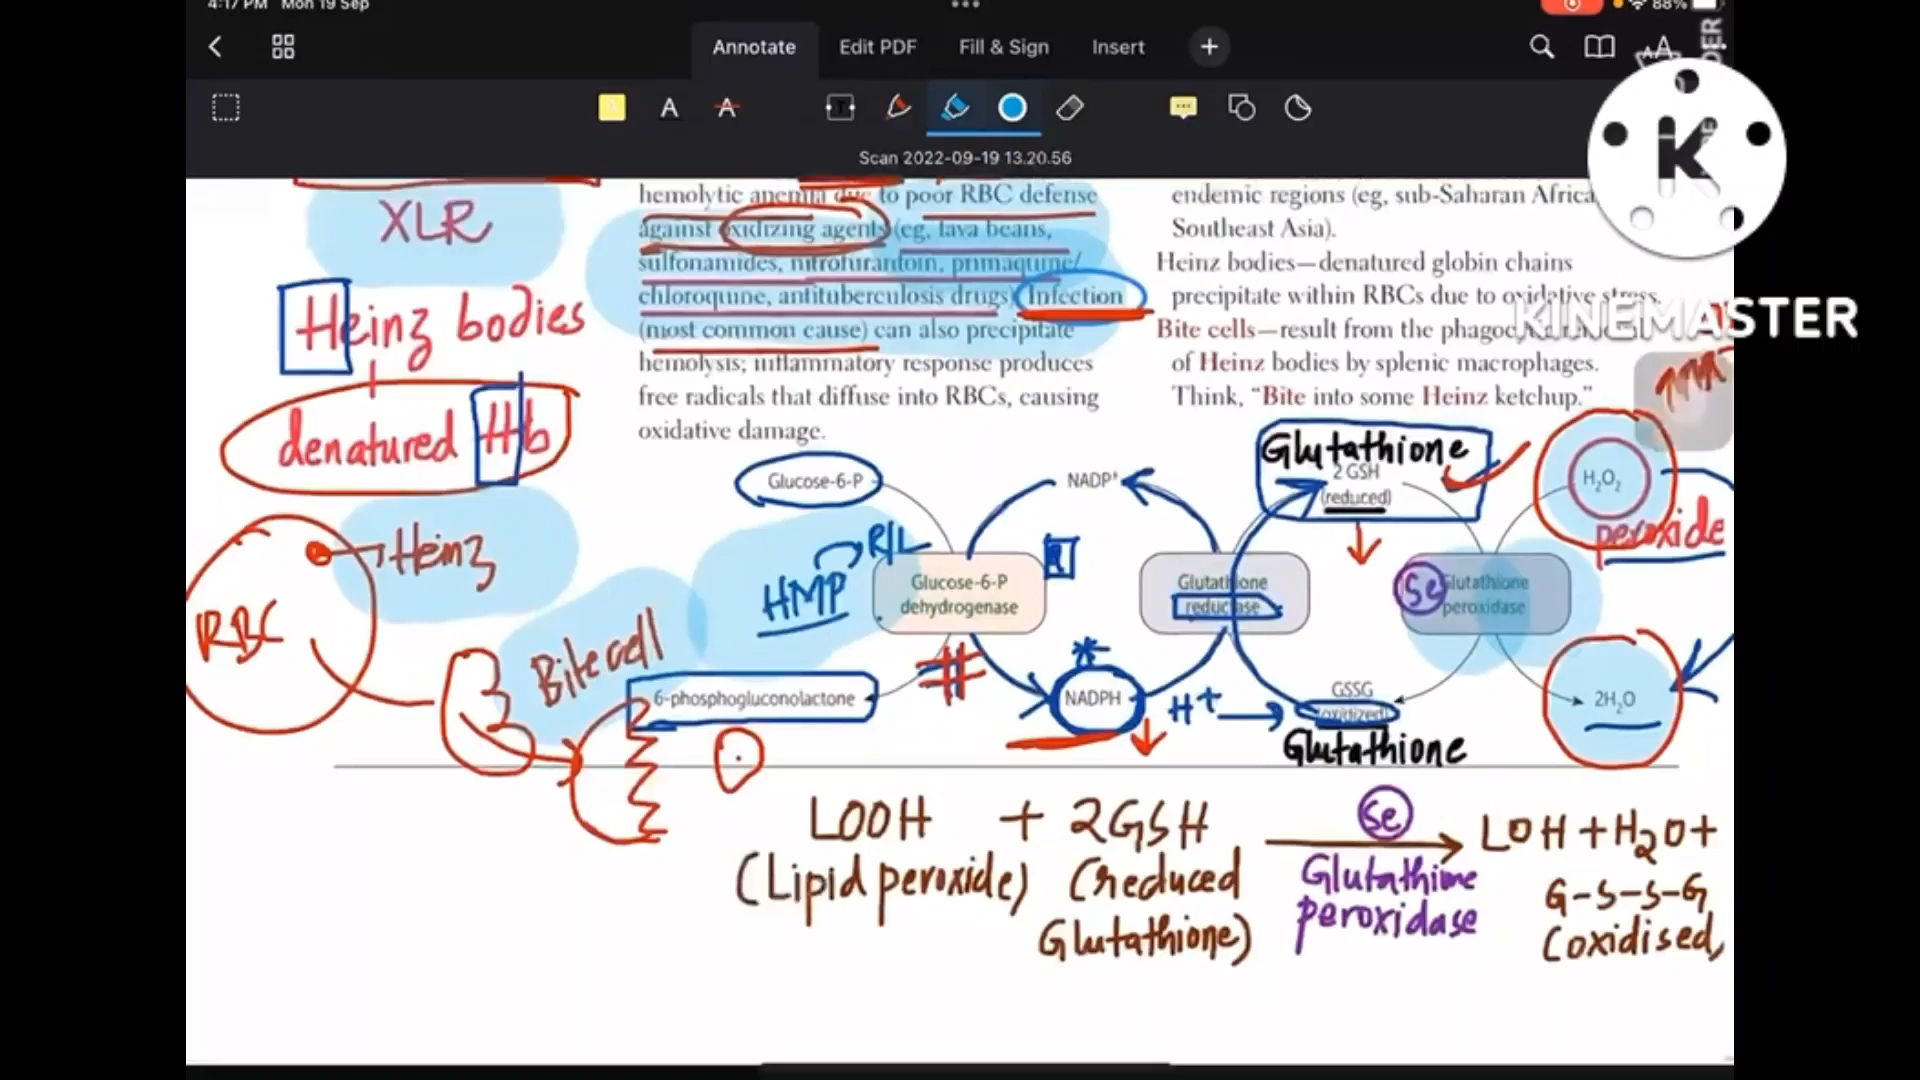 4:17 PM Mon 19 Sep
88%
Annotate
Edit PDF
Fill & Sign
Insert
Scan 2022-09-19 13.20.56
K
KINEMASTER
hemolytic anemia due to poor RBC defense
against oxidizing agents (eg, fava beans,
sulfonamides, nitrofurantoin, primaquine/
chloroquine, antituberculosis drugs). Infection
(most common cause) can also precipitate
hemolysis; inflammatory response produces
free radicals that diffuse into RBCs, causing
oxidative damage.
endemic regions (eg, sub-Saharan Africa,
Southeast Asia).
Heinz bodies—denatured globin chains
precipitate within RBCs due to oxidative stress.
Bite cells—result from the
of Heinz bodies by splenic macrophages.
Think, “Bite into some Heinz ketchup.”
XLR
Heinz bodies
denatured Hb
RBC
Heinz
Bite cell
HMP
R/L
Glucose-6-P
NADP+
Glutathione
2 GSH
(reduced)
H2O2
peroxide
Glucose-6-P
dehydrogenase
Glutathione
reductase
Se
Glutathione
peroxidase
6-phosphogluconolactone
NADPH
H+
GSSG
(oxidized)
Glutathione
2H2O
LOOH + 2GSH Se LOH + H2O +
(Lipid peroxide) (reduced Glutathione) Glutathione peroxidase G-S-S-G
(oxidised,